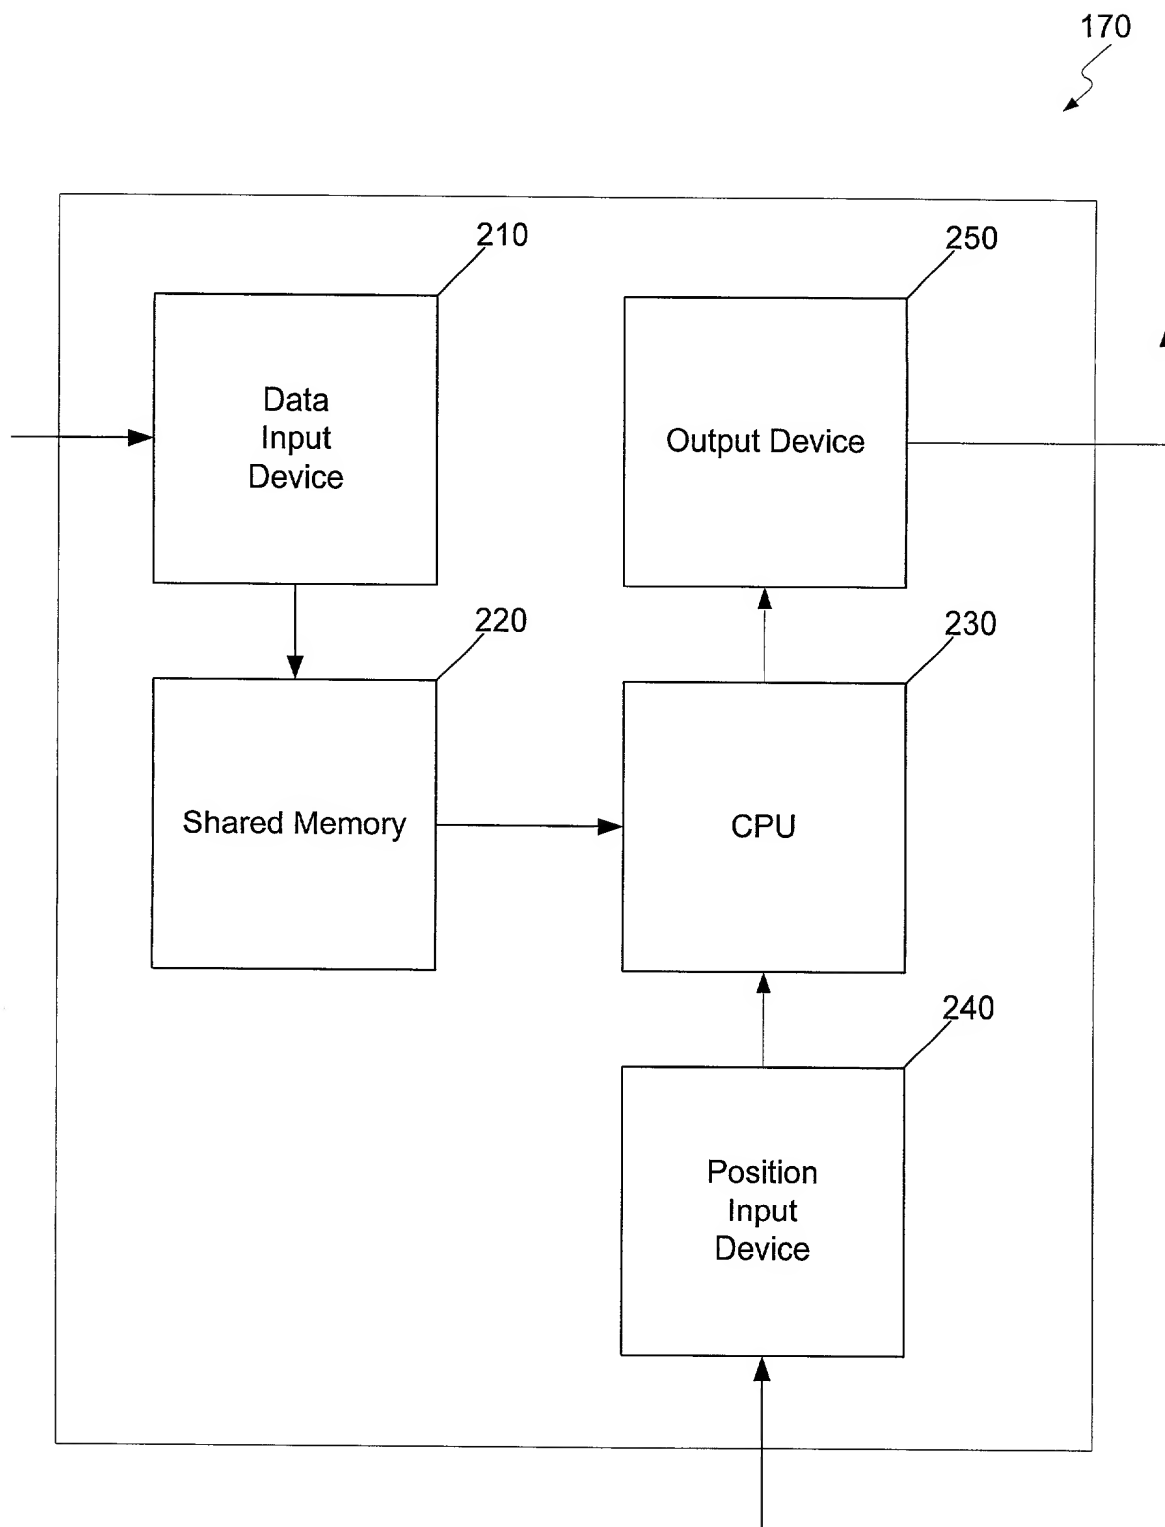 170
210
250
Data
Input
Device
Output Device
220
230
Shared Memory
CPU
240
Position
Input
Device